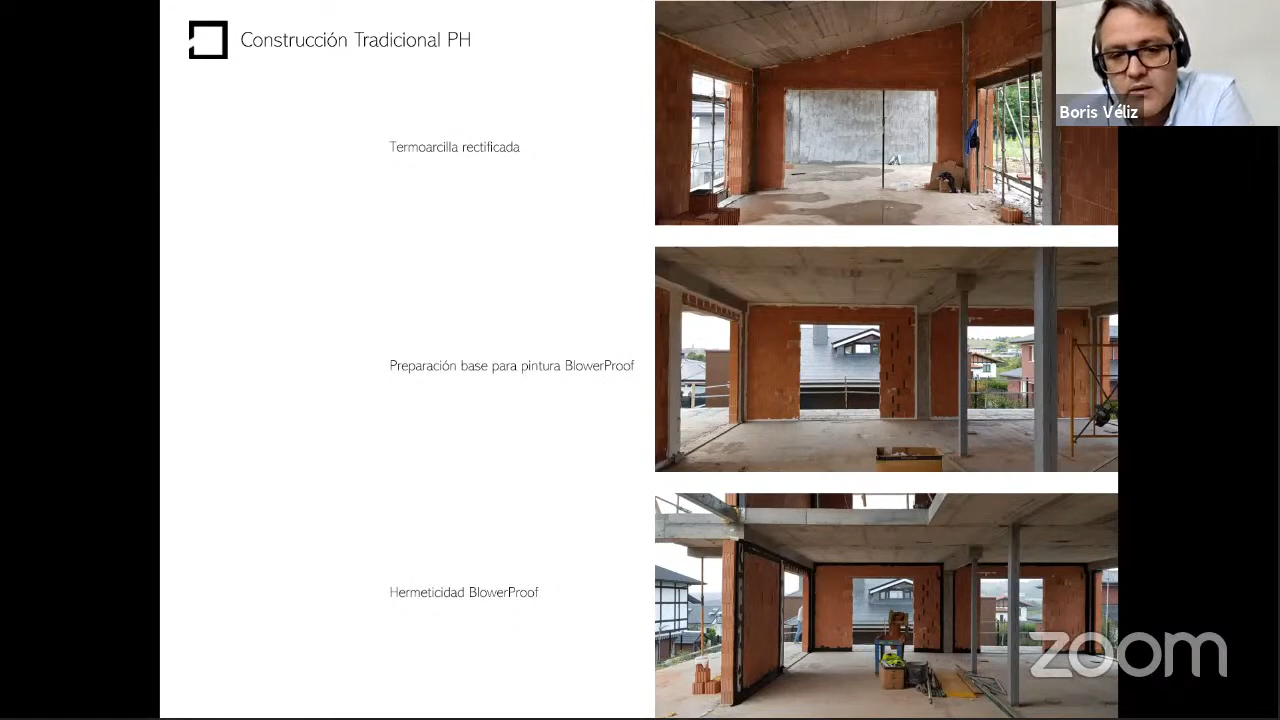 Construcción Tradicional PH
Boris Véliz
Termoarcilla rectificada
Preparación base para pintura BlowerProof
Hermeticidad BlowerProof
zoom